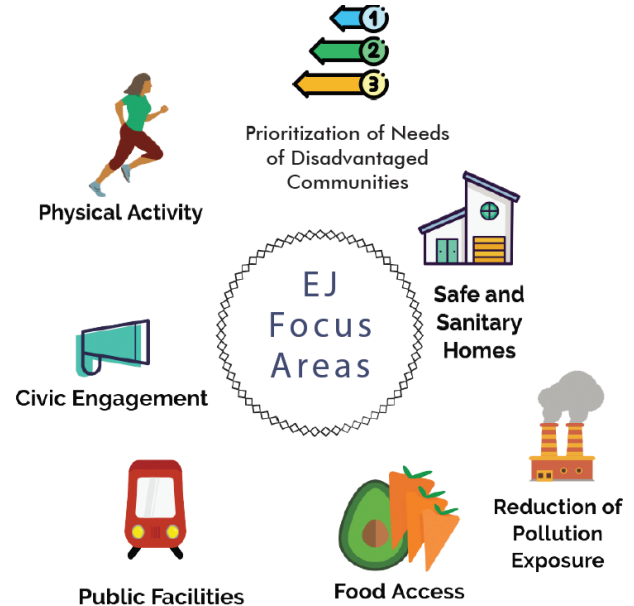 1
2
3
Prioritization of Needs
of Disadvantaged
Communities
Physical Activity
EJ
Focus
Areas
Safe and
Sanitary
Homes
Civic Engagement
Reduction of
Pollution
Exposure
Public Facilities
Food Access